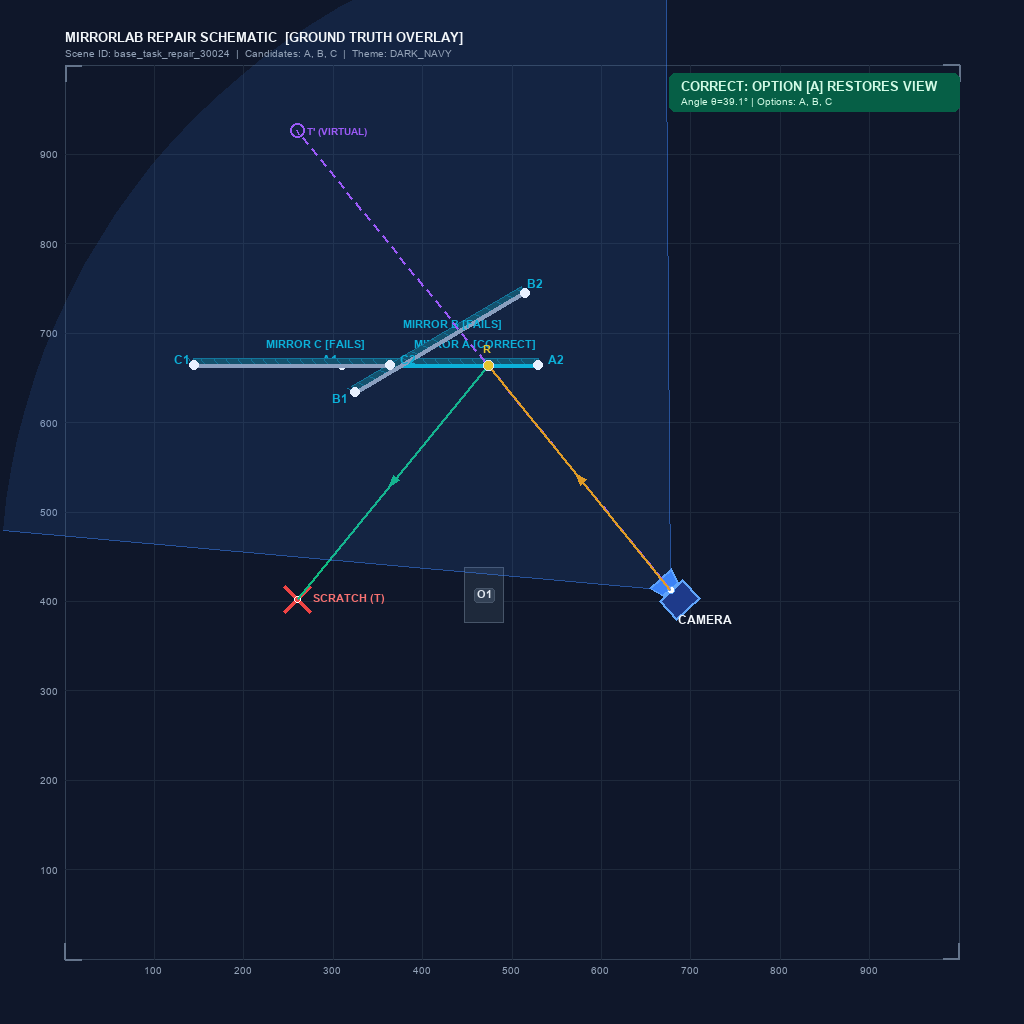 MIRRORLAB REPAIR SCHEMATIC [GROUND TRUTH OVERLAY]
Scene ID: base_task_repair_30024 | Candidates: A, B, C | Theme: DARK_NAVY
CORRECT: OPTION [A] RESTORES VIEW
Angle θ=39.1° | Options: A, B, C
T' (VIRTUAL)
900
800
B2
MIRROR B [FAILS]
700
MIRROR C [FAILS]
MIRROR A [CORRECT]
R
C1
A2
B1
600
500
O1
SCRATCH (T)
400
CAMERA
300
200
100
100 200 300 400 500 600 700 800 900